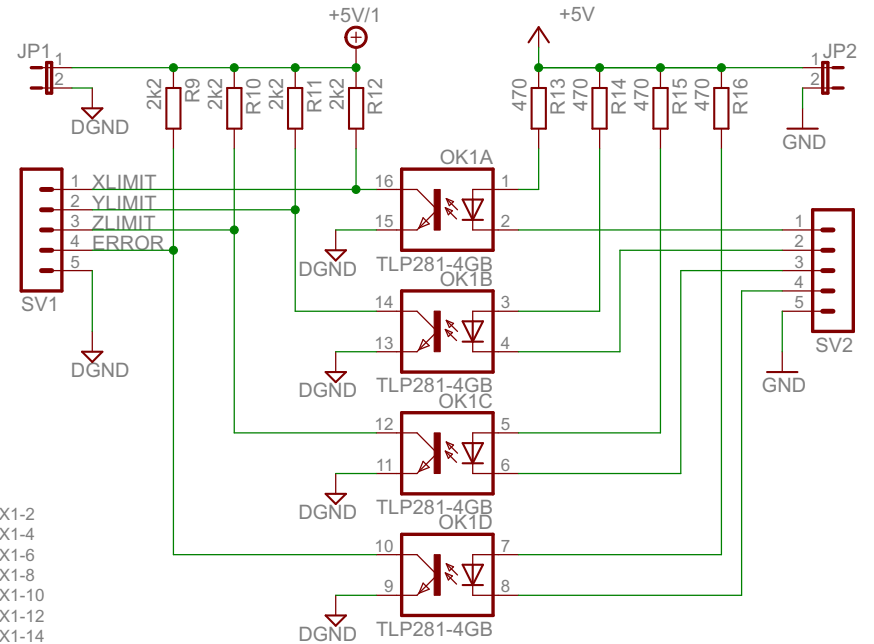 +5V/1
+5V
JP1
1
2
DGND
2k2
R9
2k2
R10
2k2
R11
2k2
R12
470
R13
470
R14
470
R15
470
R16
JP2
1
2
GND
OK1A
16
1
15
2
DGND
TLP281-4GB
1 XLIMIT
2 YLIMIT
3 ZLIMIT
4 ERROR
5
SV1
DGND
OK1B
14
3
13
4
DGND
TLP281-4GB
1
2
3
4
5
SV2
GND
OK1C
12
5
11
6
DGND
TLP281-4GB
OK1D
10
7
9
8
DGND
TLP281-4GB
X1-2
X1-4
X1-6
X1-8
X1-10
X1-12
X1-14